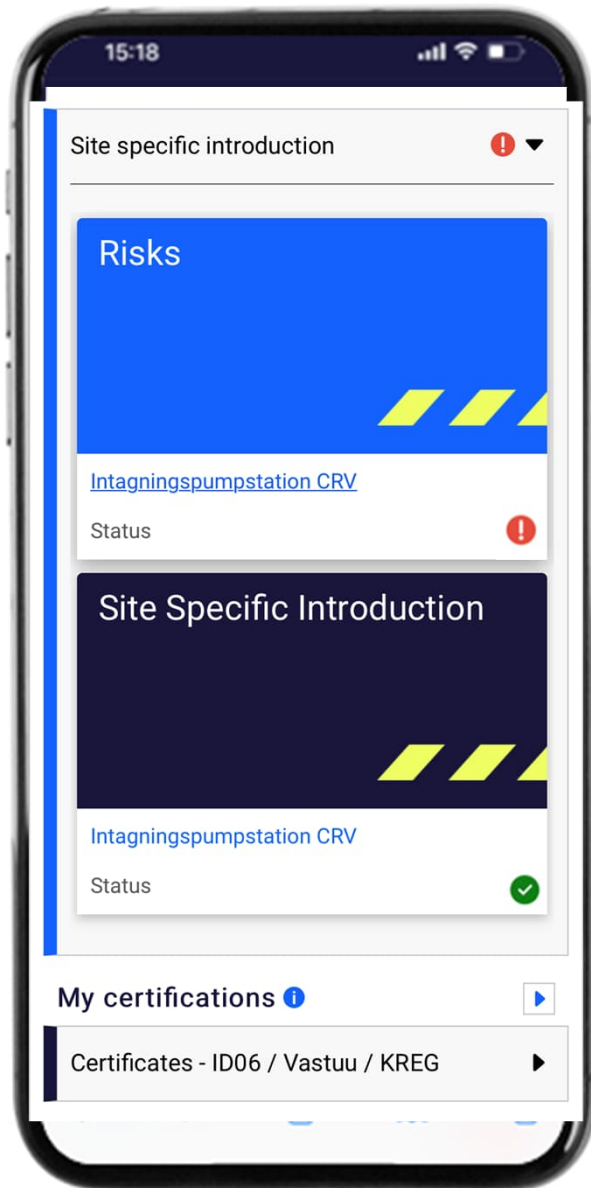 15:18
Site specific introduction
Risks
Intagningspumpstation CRV
Status
Site Specific Introduction
Intagningspumpstation CRV
Status
My certifications
Certificates - ID06 / Vastuu / KREG